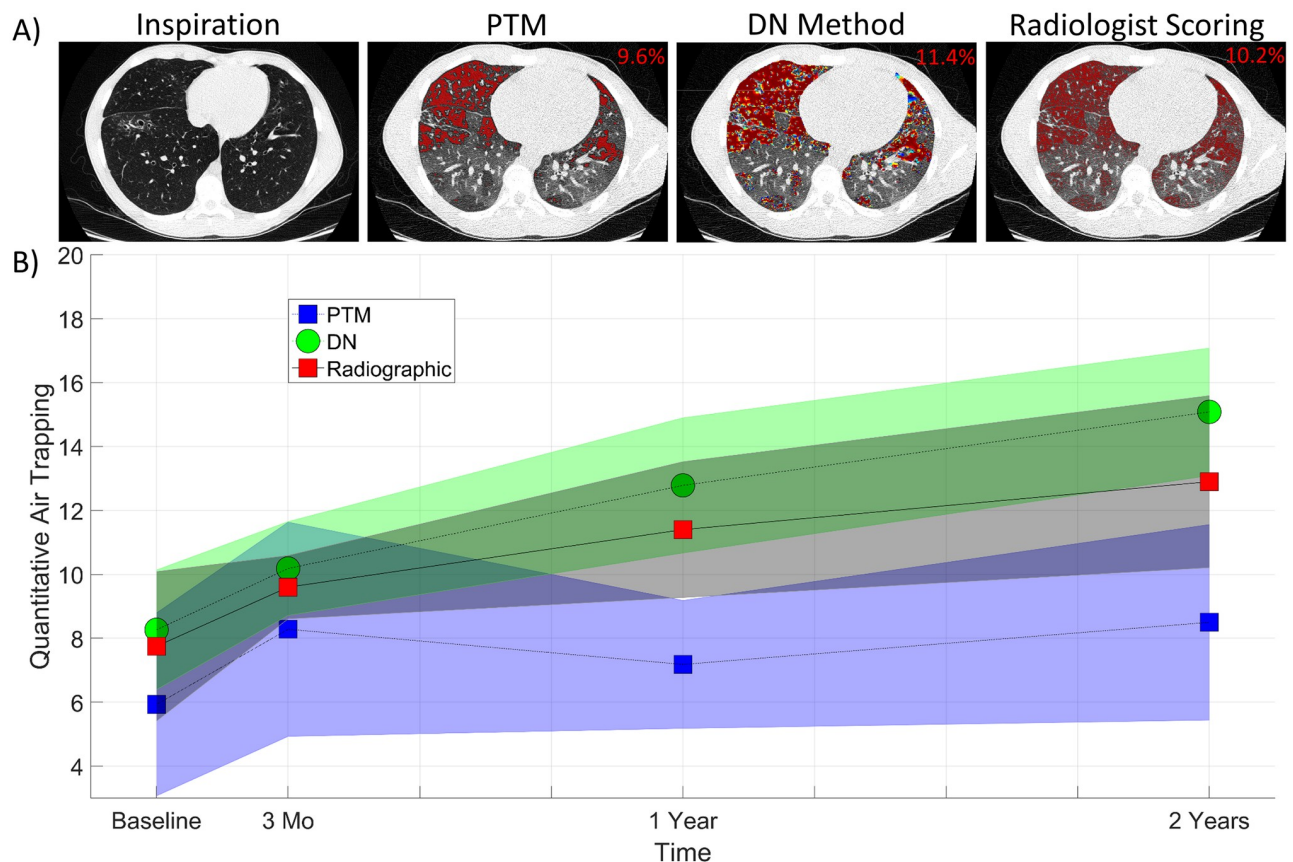 A)
Inspiration
PTM
DN Method
Radiologist Scoring
9.6%
11.4%
10.2%
B)
20
18
16
14
12
10
8
6
4
Quantitative Air Trapping
PTM
DN
Radiographic
Baseline
3 Mo
1 Year
2 Years
Time